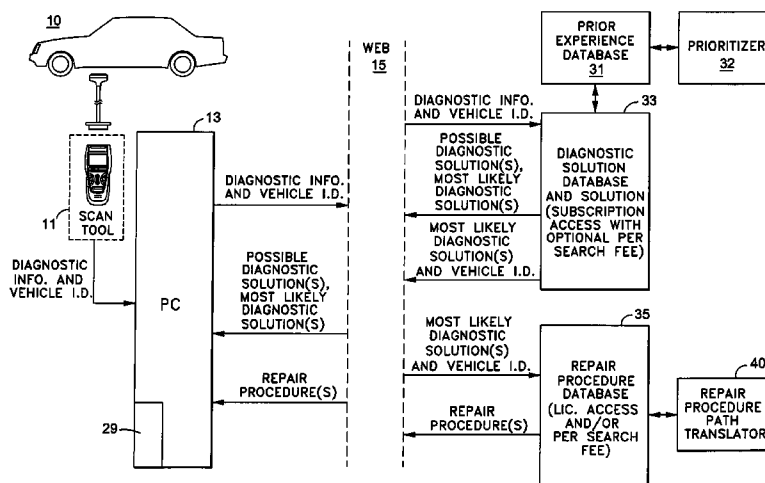 10
11
SCAN
TOOL
DIAGNOSTIC
INFO. AND
VEHICLE I.D.
13
PC
29
DIAGNOSTIC INFO.
AND VEHICLE I.D.
POSSIBLE
DIAGNOSTIC
SOLUTION(S),
MOST LIKELY
DIAGNOSTIC
SOLUTION(S)
REPAIR
PROCEDURE(S)
WEB
15
DIAGNOSTIC INFO.
AND VEHICLE I.D.
POSSIBLE
DIAGNOSTIC
SOLUTION(S),
MOST LIKELY
DIAGNOSTIC
SOLUTION(S)
MOST LIKELY
DIAGNOSTIC
SOLUTION(S)
AND VEHICLE I.D.
MOST LIKELY
DIAGNOSTIC
SOLUTION(S)
AND VEHICLE I.D.
REPAIR
PROCEDURE(S)
PRIOR
EXPERIENCE
DATABASE
31
PRIORITIZER
32
33
DIAGNOSTIC
SOLUTION
DATABASE
AND SOLUTION
(SUBSCRIPTION
ACCESS WITH
OPTIONAL PER
SEARCH FEE)
35
REPAIR
PROCEDURE
DATABASE
(LIC. ACCESS
AND/OR
PER SEARCH
FEE)
40
REPAIR
PROCEDURE
PATH
TRANSLATOR